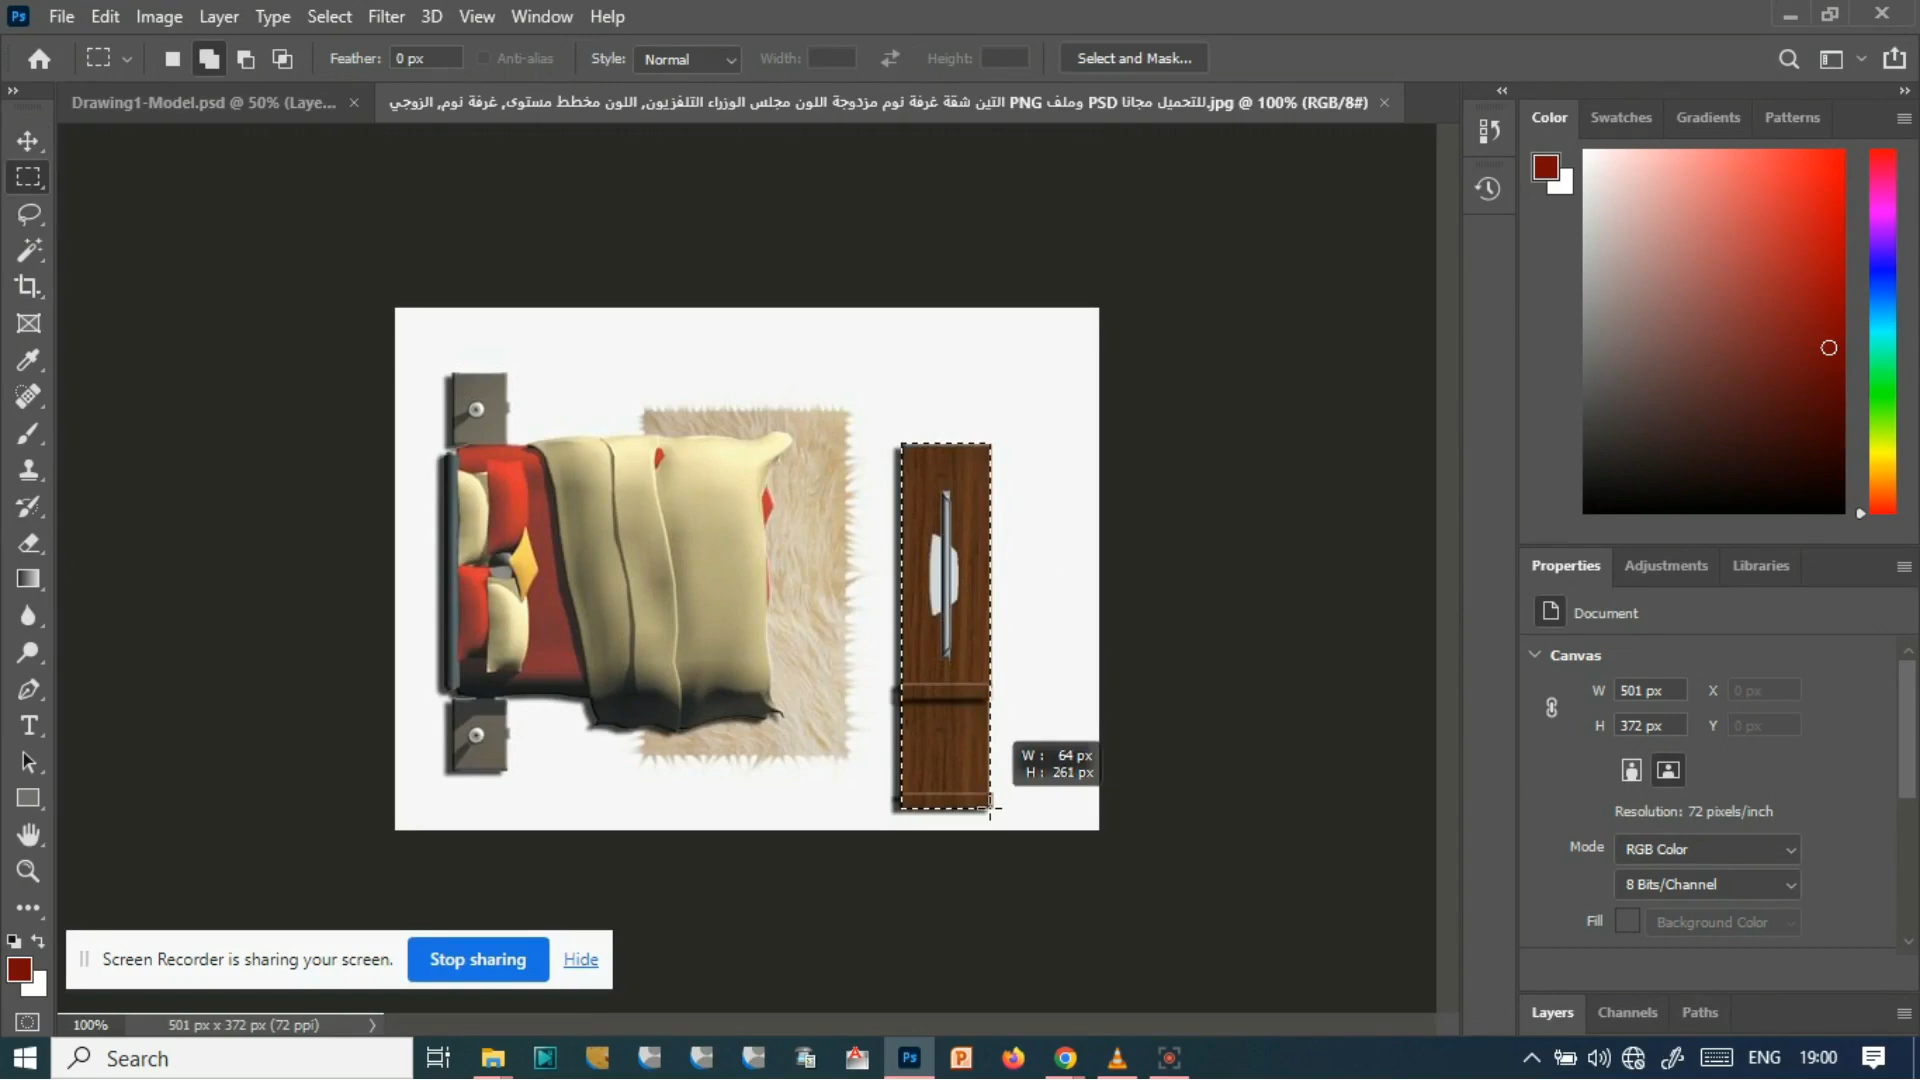 Ps File Edit Image Layer Type Select Filter 3D View Window Help
Feather: 0 px Anti-alias Style: Normal Width: Height: Select and Mask...
Drawing1-Model.psd @ 50% (Laye...
للتحميل مجانا PSD وملف PNG التين شقة غرفة نوم مزدوجة اللون مجلس الوزراء التلفزيون, اللون مخطط مستوى, غرفة نوم, الزوجي.jpg @ 100% (RGB/8#)
Color Swatches Gradients Patterns
Properties Adjustments Libraries
Document
Canvas
W 501 px X 0 px
H 372 px Y 0 px
W : 64 px
H : 261 px
Resolution: 72 pixels/inch
Mode RGB Color
8 Bits/Channel
Fill Background Color
Screen Recorder is sharing your screen. Stop sharing Hide
Layers Channels Paths
100% 501 px x 372 px (72 ppi)
Search Ps ENG 19:00